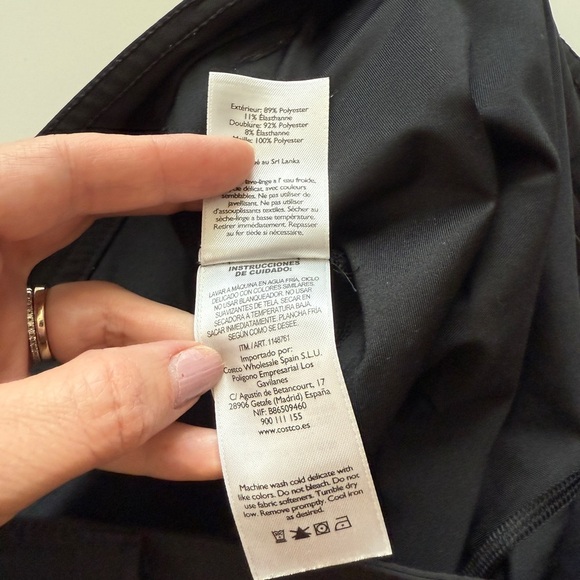 Extérieur: 89% Polyester
11% Élasthanne
Doublure: 92% Polyester
8% Élasthanne
100% Polyester
au Sri Lanka
à l' eau froide,
délicat, avec couleurs
semblables. Ne pas utiliser de
javellisant. Ne pas utiliser
d'assouplissants textiles. Sécher au
sèche-linge a basse température.
Retirer immédiatement. Repasser
au fer tiède si nécessaire.
INSTRUCCIONES
DE CUIDADO:
LAVAR A MÁQUINA EN AGUA FRÍA, CICLO
DELICADO CON COLORES SIMILARES.
NO USAR BLANQUEADOR. NO USAR
SUAVIZANTES DE TELA. SECAR EN
SECADORA A TEMPERATURA BAJA.
SACAR INMEDIATAMENTE. PLANCHA FRÍA
SEGÚN COMO SE DESEE.
ITM. / ART. 1148761
Importado por:
Costco Wholesale Spain S.L.U.
Polígono Empresarial Los
Gavilanes
C/ Agustín de Betancourt, 17
28906 Getafe (Madrid) España
NIF: B86509460
900 111 155
www.costco.es
Machine wash cold delicate with
like colors. Do not bleach. Do not
use softeners. Tumble dry
low. Remove promptly. Cool iron
as desired.